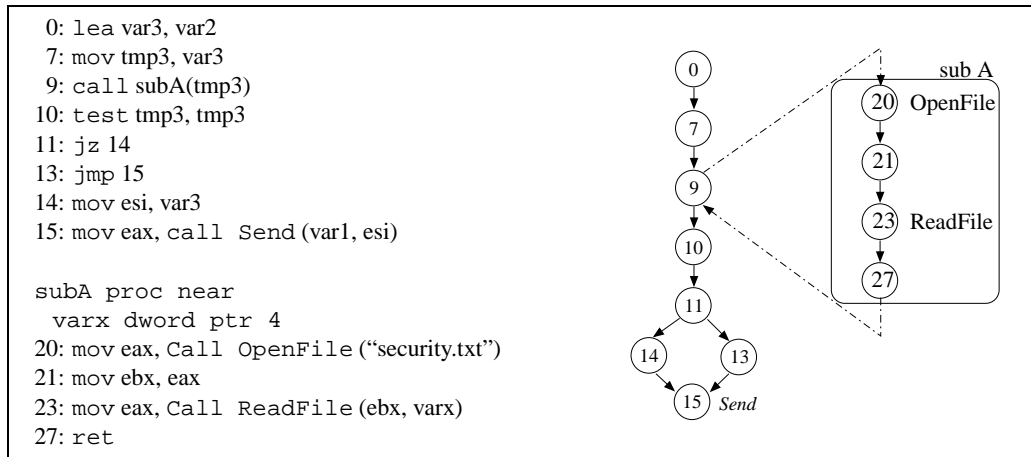 0: lea var3, var2
7: mov tmp3, var3
9: call subA(tmp3)
10: test tmp3, tmp3
11: jz 14
13: jmp 15
14: mov esi, var3
15: mov eax, call Send (var1, esi)
subA proc near
varx dword ptr 4
20: mov eax, Call OpenFile (“security.txt”)
21: mov ebx, eax
23: mov eax, Call ReadFile (ebx, varx)
27: ret
0
7
9
10
11
14 13
15 Send
sub A
20 OpenFile
21
23 ReadFile
27